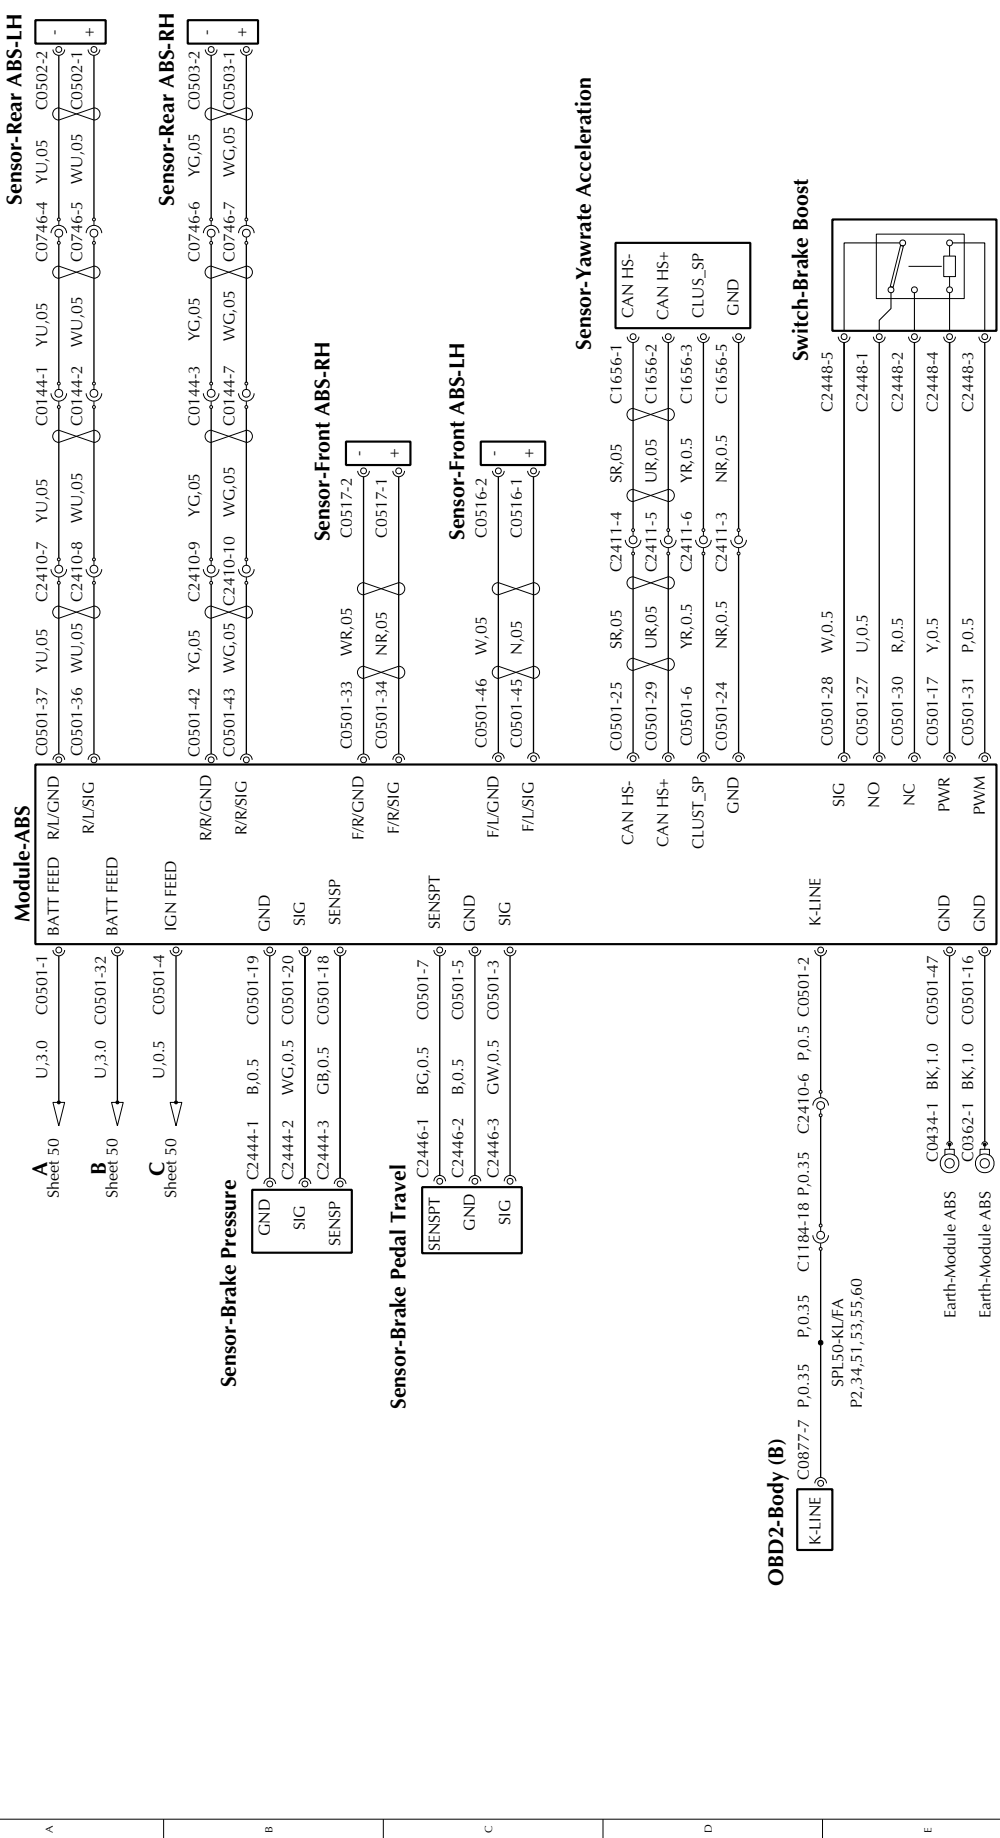 Sensor-Rear ABS-LH
-
+
C0501-37 YU,05 C2410-7 YU,05 C0144-1 YU,05 C0746-4 YU,05 C0502-2
C0501-36 WU,05 C2410-8 WU,05 C0144-2 WU,05 C0746-5 WU,05 C0502-1
Sensor-Rear ABS-RH
-
+
C0501-42 YG,05 C2410-9 YG,05 C0144-3 YG,05 C0746-6 YG,05 C0503-2
C0501-43 WG,05 C2410-10 WG,05 C0144-7 WG,05 C0746-7 WG,05 C0503-1
Sensor-Front ABS-RH
-
+
C0501-33 WR,05 C0517-2
C0501-34 NR,05 C0517-1
Sensor-Front ABS-LH
-
+
C0501-46 W,05 C0516-2
C0501-45 N,05 C0516-1
Sensor-Yawrate Acceleration
CAN HS-
CAN HS+
CLUS_SP
GND
C0501-25 SR,05 C2411-4 SR,05 C1656-1
C0501-29 UR,05 C2411-5 UR,05 C1656-2
C0501-6 YR,0.5 C2411-6 YR,0.5 C1656-3
C0501-24 NR,0.5 C2411-3 NR,0.5 C1656-5
Switch-Brake Boost
C0501-28 W,0.5 C2448-5
C0501-27 U,0.5 C2448-1
C0501-30 R,0.5 C2448-2
C0501-17 Y,0.5 C2448-4
C0501-31 P,0.5 C2448-3
Module-ABS
BATT FEED R/L/GND
R/L/SIG
BATT FEED
IGN FEED
R/R/GND
R/R/SIG
GND
SIG
SENSP
F/R/GND
F/R/SIG
SENSPT
GND
SIG
F/L/GND
F/L/SIG
CAN HS-
CAN HS+
CLUST_SP
GND
K-LINE
SIG
NO
NC
PWR
PWM
GND
GND
A
Sheet 50
U,3.0 C0501-1
B
Sheet 50
U,3.0 C0501-32
C
Sheet 50
U,0.5 C0501-4
Sensor-Brake Pressure
GND
SIG
SENSP
C2444-1 B,0.5 C0501-19
C2444-2 WG,0.5 C0501-20
C2444-3 GB,0.5 C0501-18
Sensor-Brake Pedal Travel
SENSPT
GND
SIG
C2446-1 BG,0.5 C0501-7
C2446-2 B,0.5 C0501-5
C2446-3 GW,0.5 C0501-3
OBD2-Body (B)
K-LINE
C0877-7 P,0.35 P,0.35 C1184-18 P,0.35 C2410-6 P,0.5 C0501-2
SPL50-KL/FA
P2,34,51,53,55,60
Earth-Module ABS C0434-1 BK,1.0 C0501-47
Earth-Module ABS C0362-1 BK,1.0 C0501-16
A
B
C
D
E